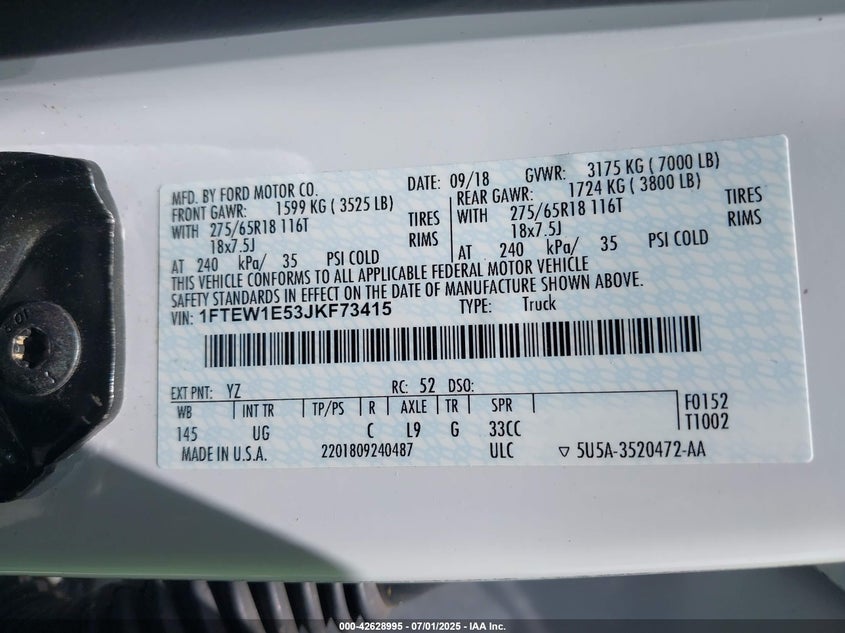 MFD. BY FORD MOTOR CO.
DATE: 09/18 GVWR: 3175 KG ( 7000 LB)
FRONT GAWR: 1599 KG ( 3525 LB)
WITH 275/65R18 116T TIRES
18x7.5J RIMS
AT 240 kPa/ 35 PSI COLD
REAR GAWR: 1724 KG ( 3800 LB)
WITH 275/65R18 116T TIRES
18x7.5J RIMS
AT 240 kPa/ 35 PSI COLD
THIS VEHICLE CONFORMS TO ALL APPLICABLE FEDERAL MOTOR VEHICLE
SAFETY STANDARDS IN EFFECT ON THE DATE OF MANUFACTURE SHOWN ABOVE.
VIN: 1FTEW1E53JKF73415 TYPE: Truck
EXT PNT: YZ RC: 52 DSO:
WB INT TR TP/PS R AXLE TR SPR F0152
145 UG C L9 G 33CC T1002
MADE IN U.S.A. 2201809240487 ULC ▽ 5U5A-3520472-AA
000-42628995 | 07/01/2025 | IAA Inc.